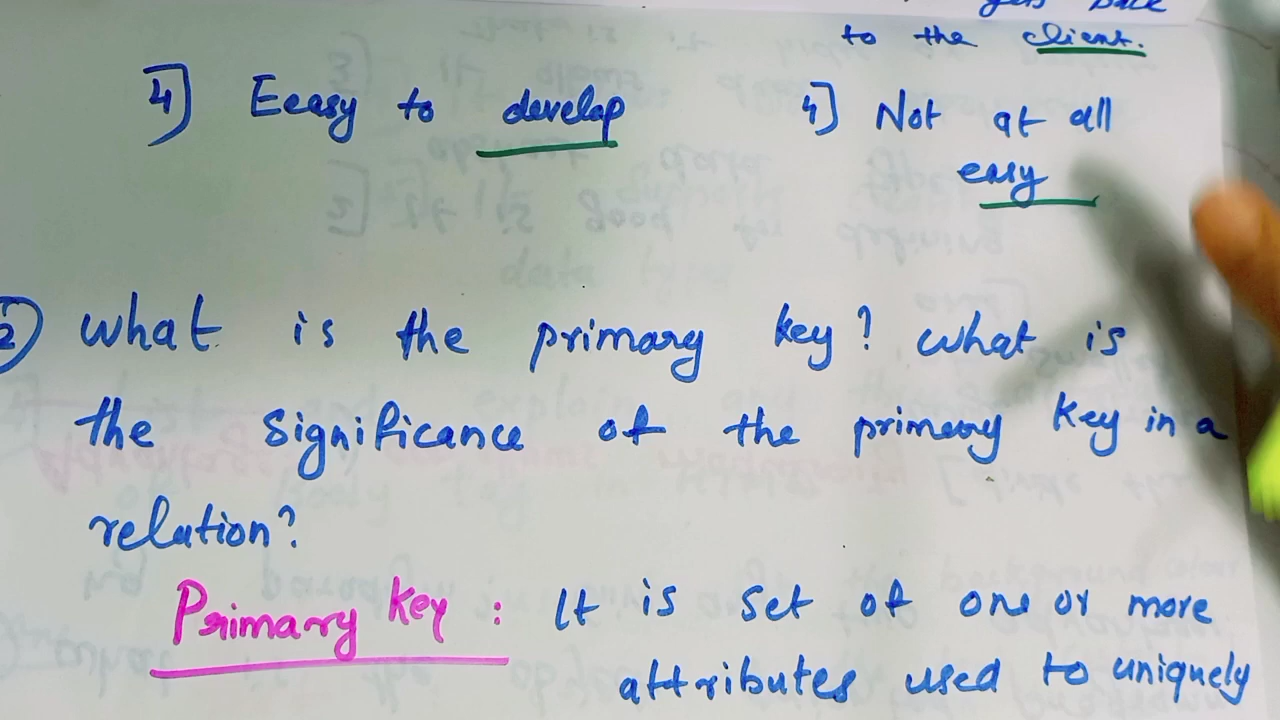 to the client.
4] Eeasy to develop
4] Not at all
easy
2) What is the primary key? What is
the significance of the primary key in a
relation?
Primary key : It is set of one or more
attributes used to uniquely